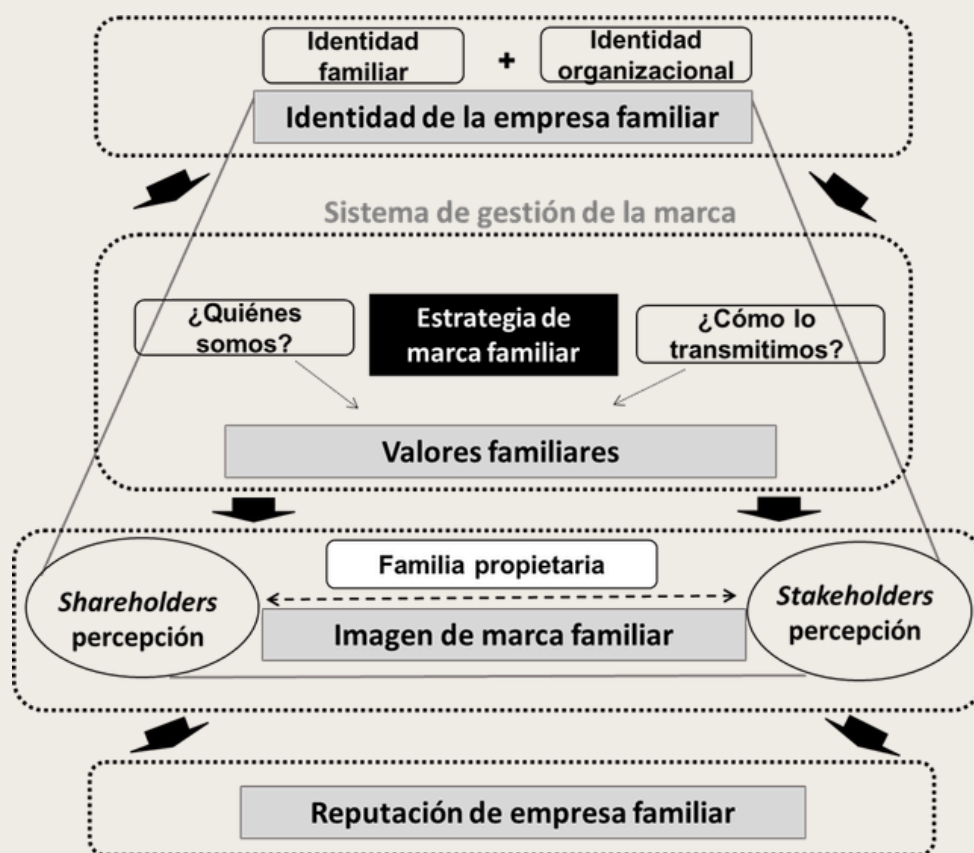 Identidad
familiar
+
Identidad
organizacional
Identidad de la empresa familiar
Sistema de gestión de la marca
¿Quiénes
somos?
Estrategia de
marca familiar
¿Cómo lo
transmitimos?
Valores familiares
Familia propietaria
Shareholders
percepción
Imagen de marca familiar
Stakeholders
percepción
Reputación de empresa familiar